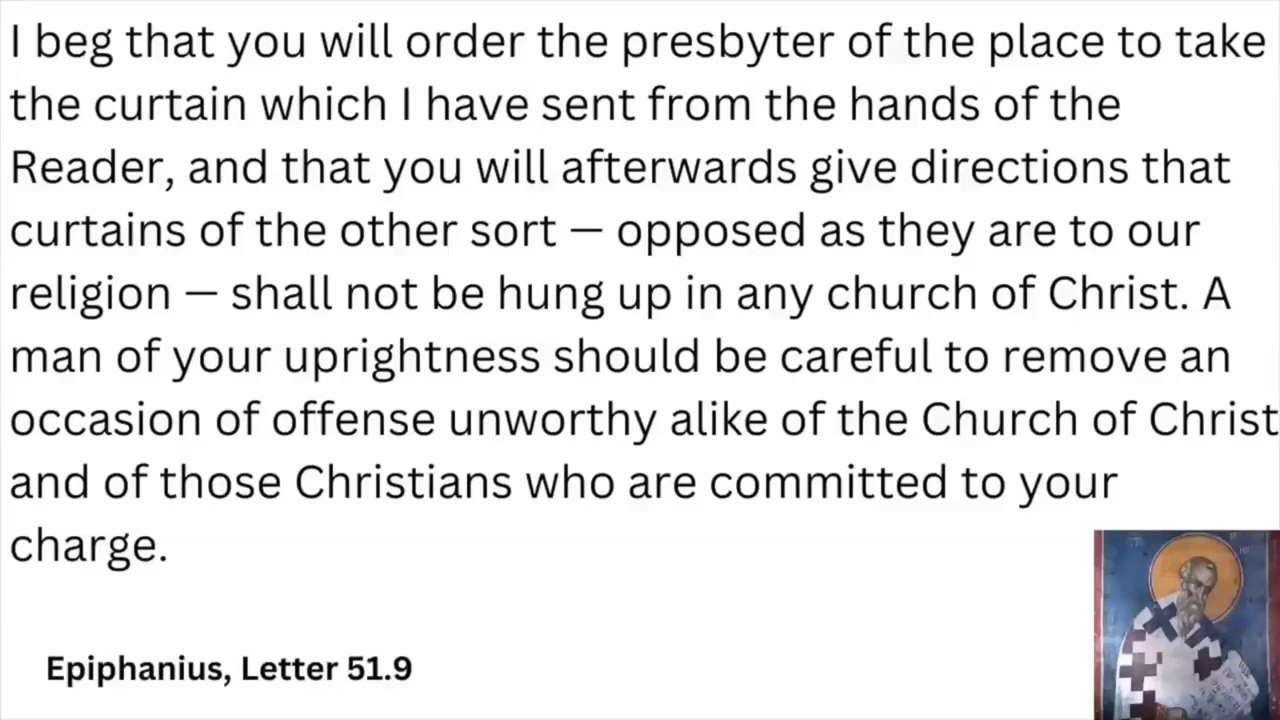 I beg that you will order the presbyter of the place to take
the curtain which I have sent from the hands of the
Reader, and that you will afterwards give directions that
curtains of the other sort — opposed as they are to our
religion — shall not be hung up in any church of Christ. A
man of your uprightness should be careful to remove an
occasion of offense unworthy alike of the Church of Christ
and of those Christians who are committed to your
charge.
Epiphanius, Letter 51.9